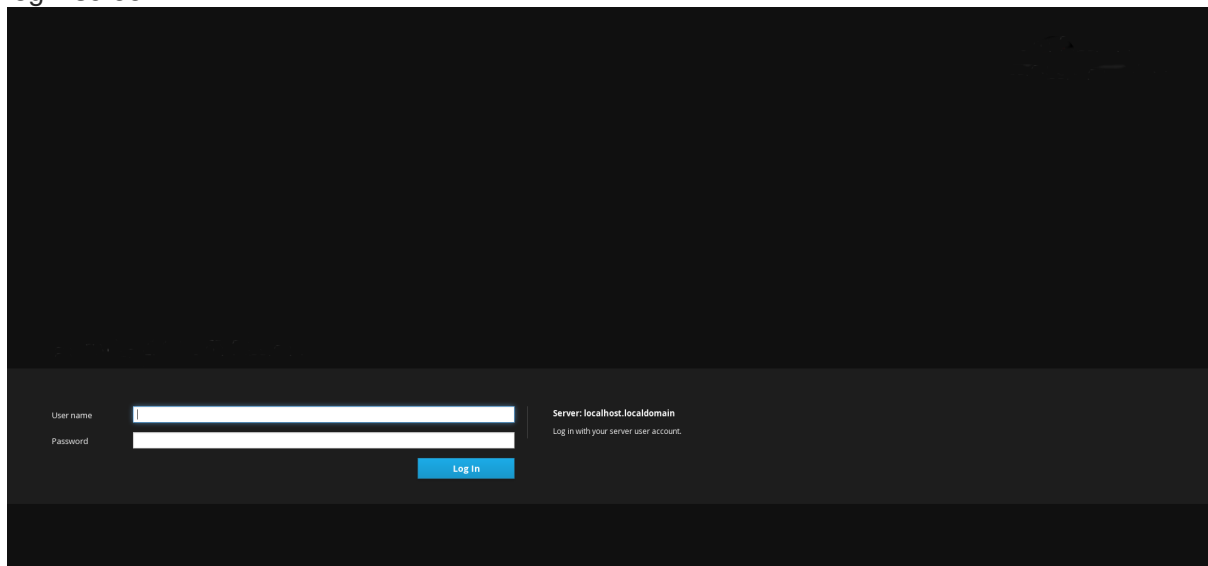 User name
Password
Log In
Server: localhost.localdomain
Log in with your server user account.